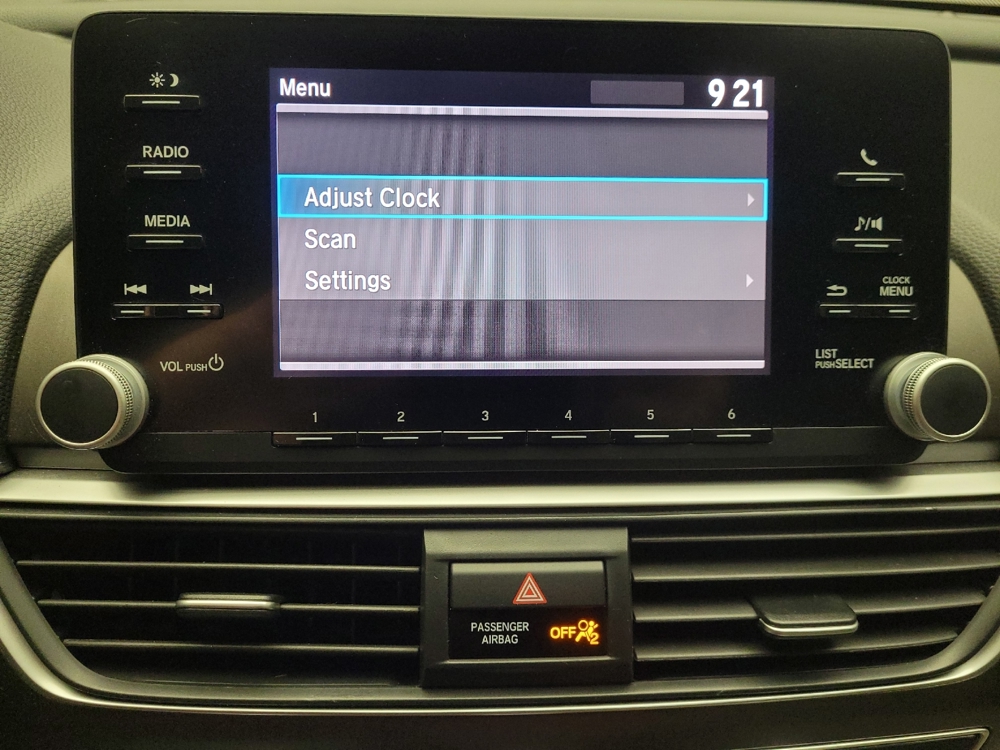 Menu
9 21
RADIO
Adjust Clock
MEDIA
Scan
Settings
CLOCK
MENU
VOL PUSH
LIST
PUSH SELECT
1 2 3 4 5 6
PASSENGER
AIRBAG
OFF
2